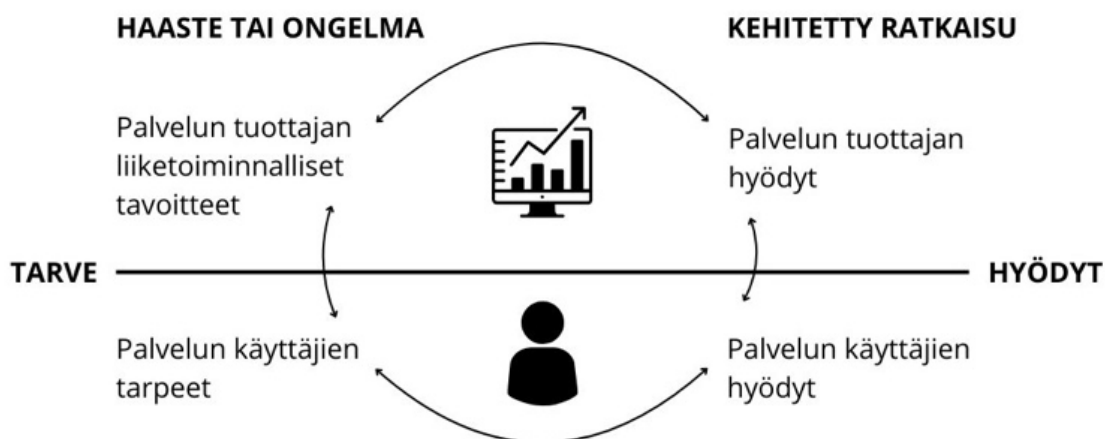 HAASTE TAI ONGELMA
KEHITETTY RATKAISU
Palvelun tuottajan
liiketoiminnalliset
tavoitteet
Palvelun tuottajan
hyödyt
TARVE
HYÖDYT
Palvelun käyttäjien
tarpeet
Palvelun käyttäjien
hyödyt